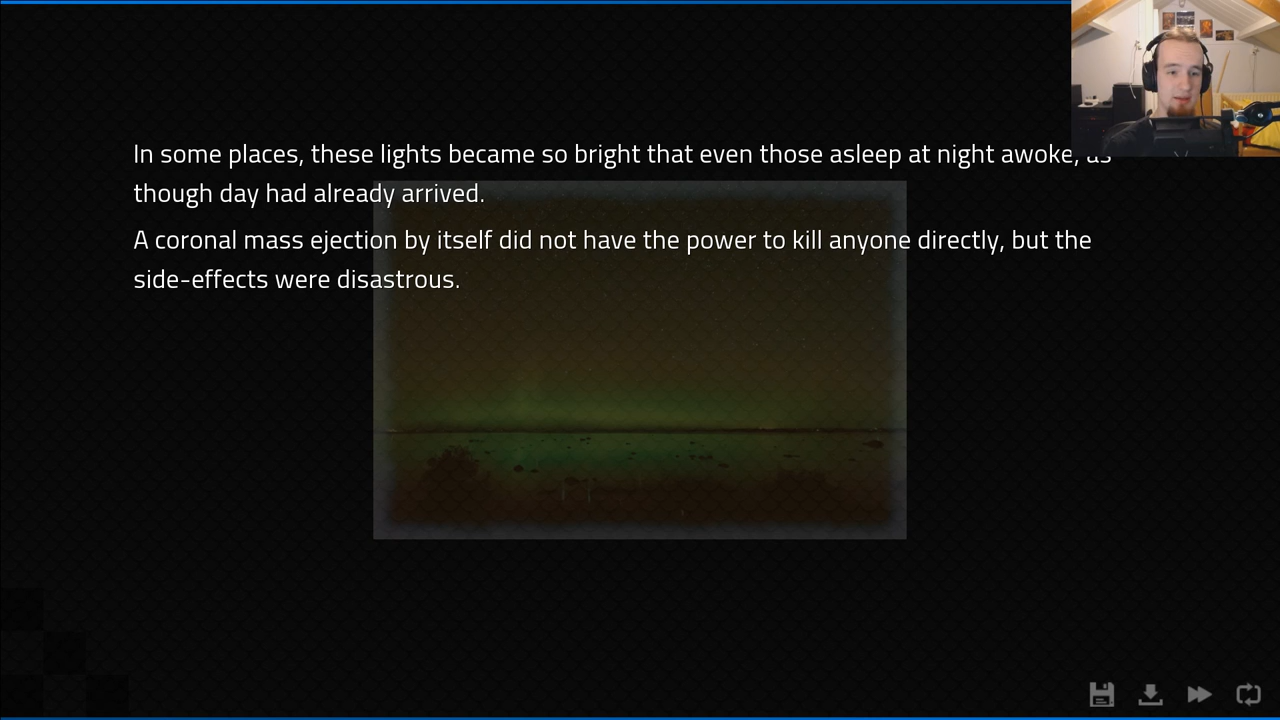 In some places, these lights became so bright that even those asleep at night awoke, as
though day had already arrived.
A coronal mass ejection by itself did not have the power to kill anyone directly, but the
side-effects were disastrous.